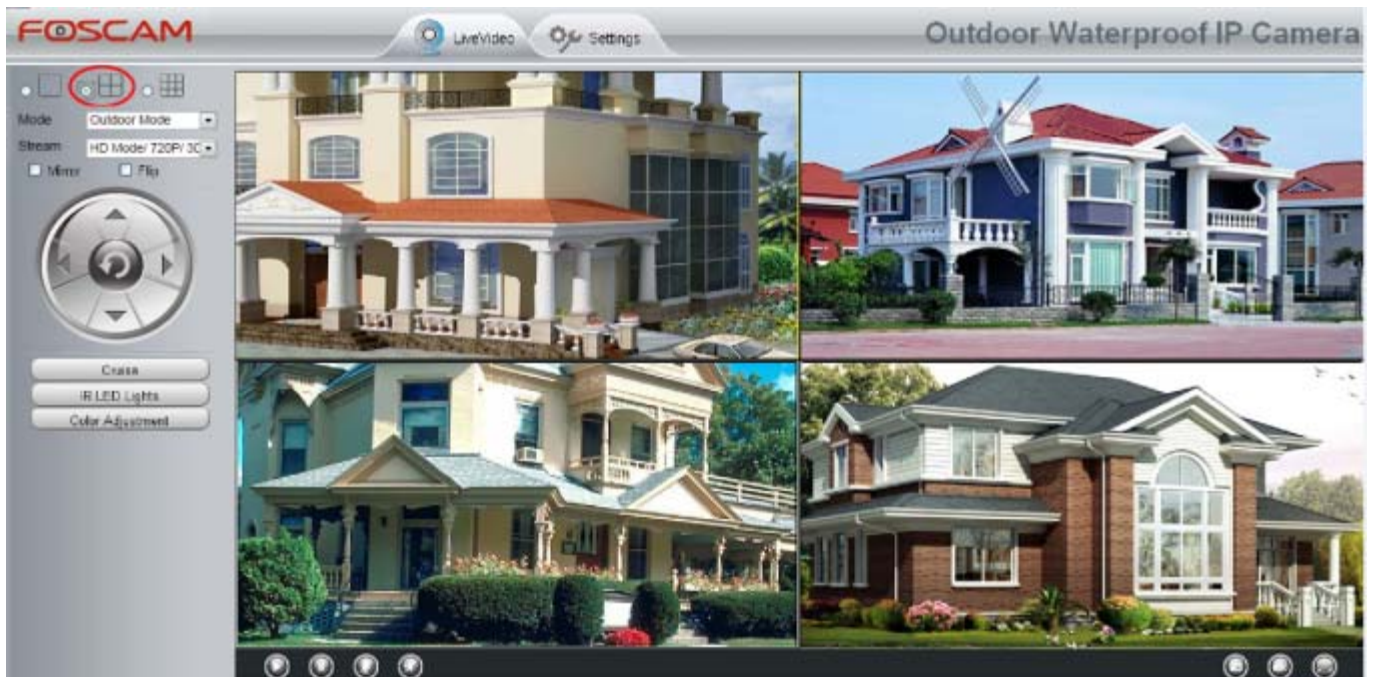 FOSCAM
LiveVideo
Settings
Outdoor Waterproof IP Camera
Mode
Outdoor Mode
Stream
HD Mode/ 720P/ 30
Mirror
Flip
Cruise
IR LED Lights
Color Adjustment